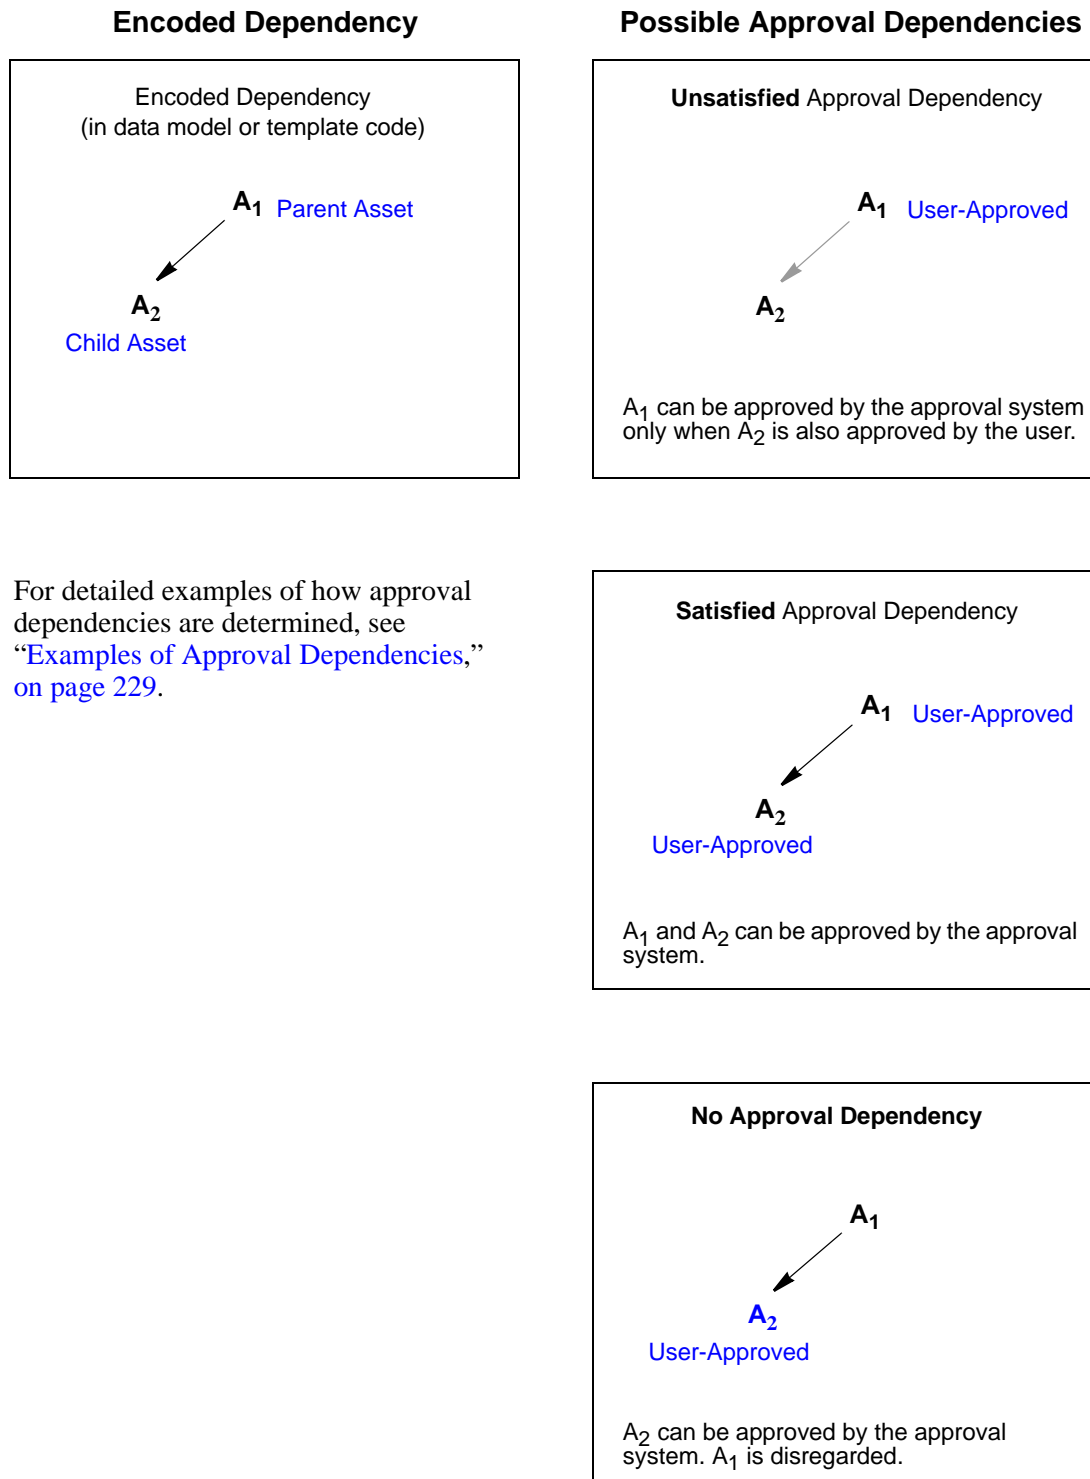 Encoded Dependency
Encoded Dependency
(in data model or template code)
A1 Parent Asset
A2
Child Asset
For detailed examples of how approval
dependencies are determined, see
“Examples of Approval Dependencies,”
on page 229.
Possible Approval Dependencies
Unsatisfied Approval Dependency
A1 User-Approved
A2
A1 can be approved by the approval system
only when A2 is also approved by the user.
Satisfied Approval Dependency
A1 User-Approved
A2
User-Approved
A1 and A2 can be approved by the approval
system.
No Approval Dependency
A1
A2
User-Approved
A2 can be approved by the approval
system. A1 is disregarded.